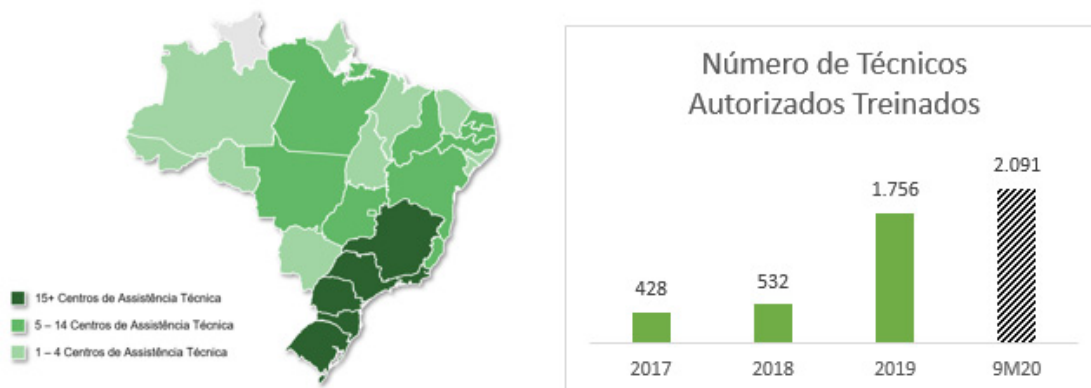 15+ Centros de Assistência Técnica
5 – 14 Centros de Assistência Técnica
1 – 4 Centros de Assistência Técnica
Número de Técnicos
Autorizados Treinados
428
532
1.756
2.091
2017
2018
2019
9M20